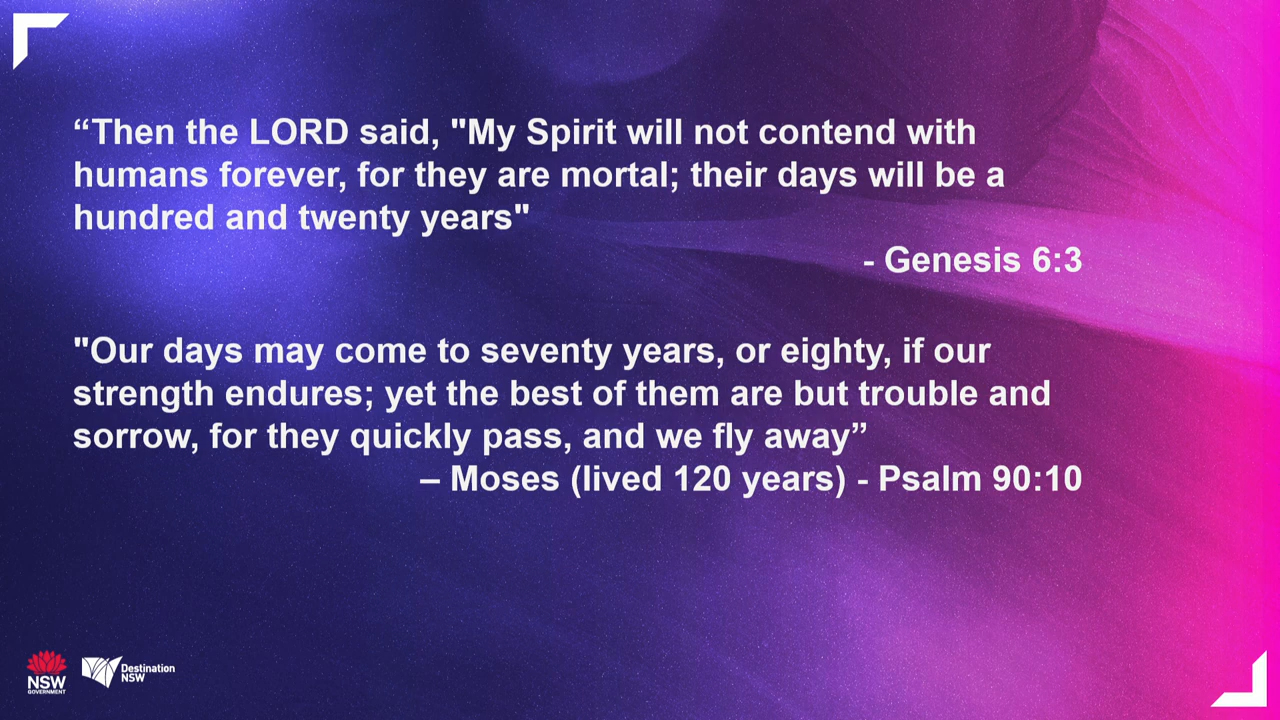 “Then the LORD said, "My Spirit will not contend with
humans forever, for they are mortal; their days will be a
hundred and twenty years"
- Genesis 6:3
"Our days may come to seventy years, or eighty, if our
strength endures; yet the best of them are but trouble and
sorrow, for they quickly pass, and we fly away”
– Moses (lived 120 years) - Psalm 90:10
NSW
GOVERNMENT
Destination
NSW